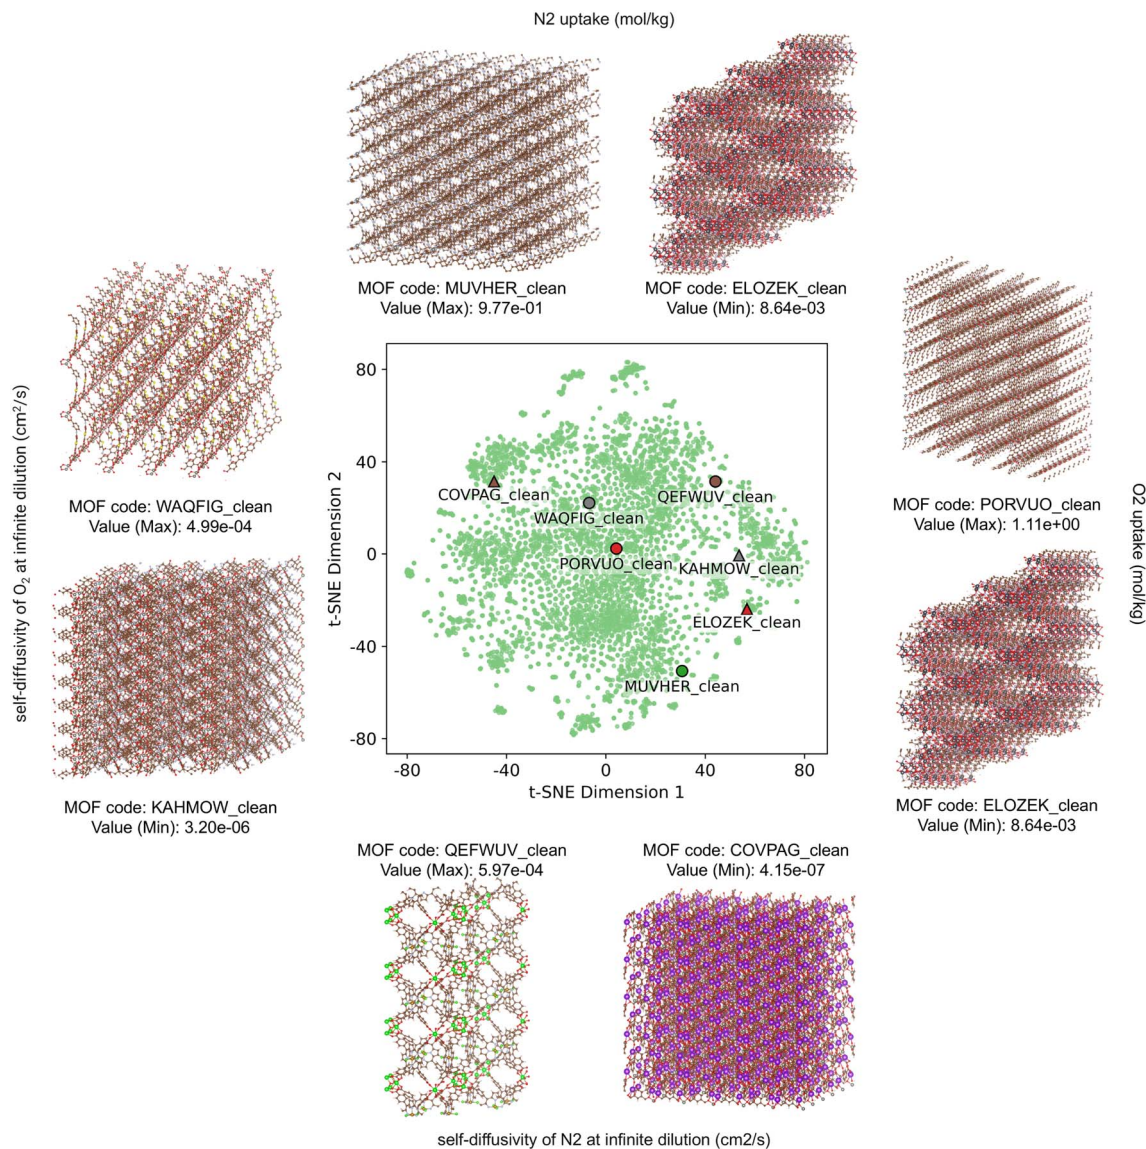 N2 uptake (mol/kg)
MOF code: MUVHER_clean
Value (Max): 9.77e-01
MOF code: ELOZEK_clean
Value (Min): 8.64e-03
self-diffusivity of O₂ at infinite dilution (cm²/s)
MOF code: WAQFIG_clean
Value (Max): 4.99e-04
MOF code: KAHMOW_clean
Value (Min): 3.20e-06
t-SNE Dimension 2
80
40
0
-40
-80
COVPAG_clean
QEFWUV_clean
WAQFIG_clean
PORVUO_clean
KAHMOW_clean
ELOZEK_clean
MUVHER_clean
-80
-40
0
40
80
t-SNE Dimension 1
MOF code: PORVUO_clean
Value (Max): 1.11e+00
MOF code: ELOZEK_clean
Value (Min): 8.64e-03
O2 uptake (mol/kg)
MOF code: QEFWUV_clean
Value (Max): 5.97e-04
MOF code: COVPAG_clean
Value (Min): 4.15e-07
self-diffusivity of N2 at infinite dilution (cm2/s)